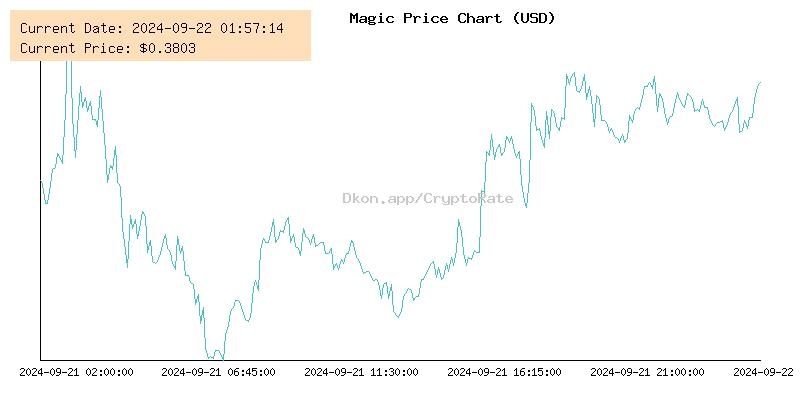 Magic Price Chart (USD)
Current Date: 2024-09-22 01:57:14
Current Price: $0.3803
Dkon.app/CryptoRate
2024-09-21 02:00:00 2024-09-21 06:45:00 2024-09-21 11:30:00 2024-09-21 16:15:00 2024-09-21 21:00:00 2024-09-22